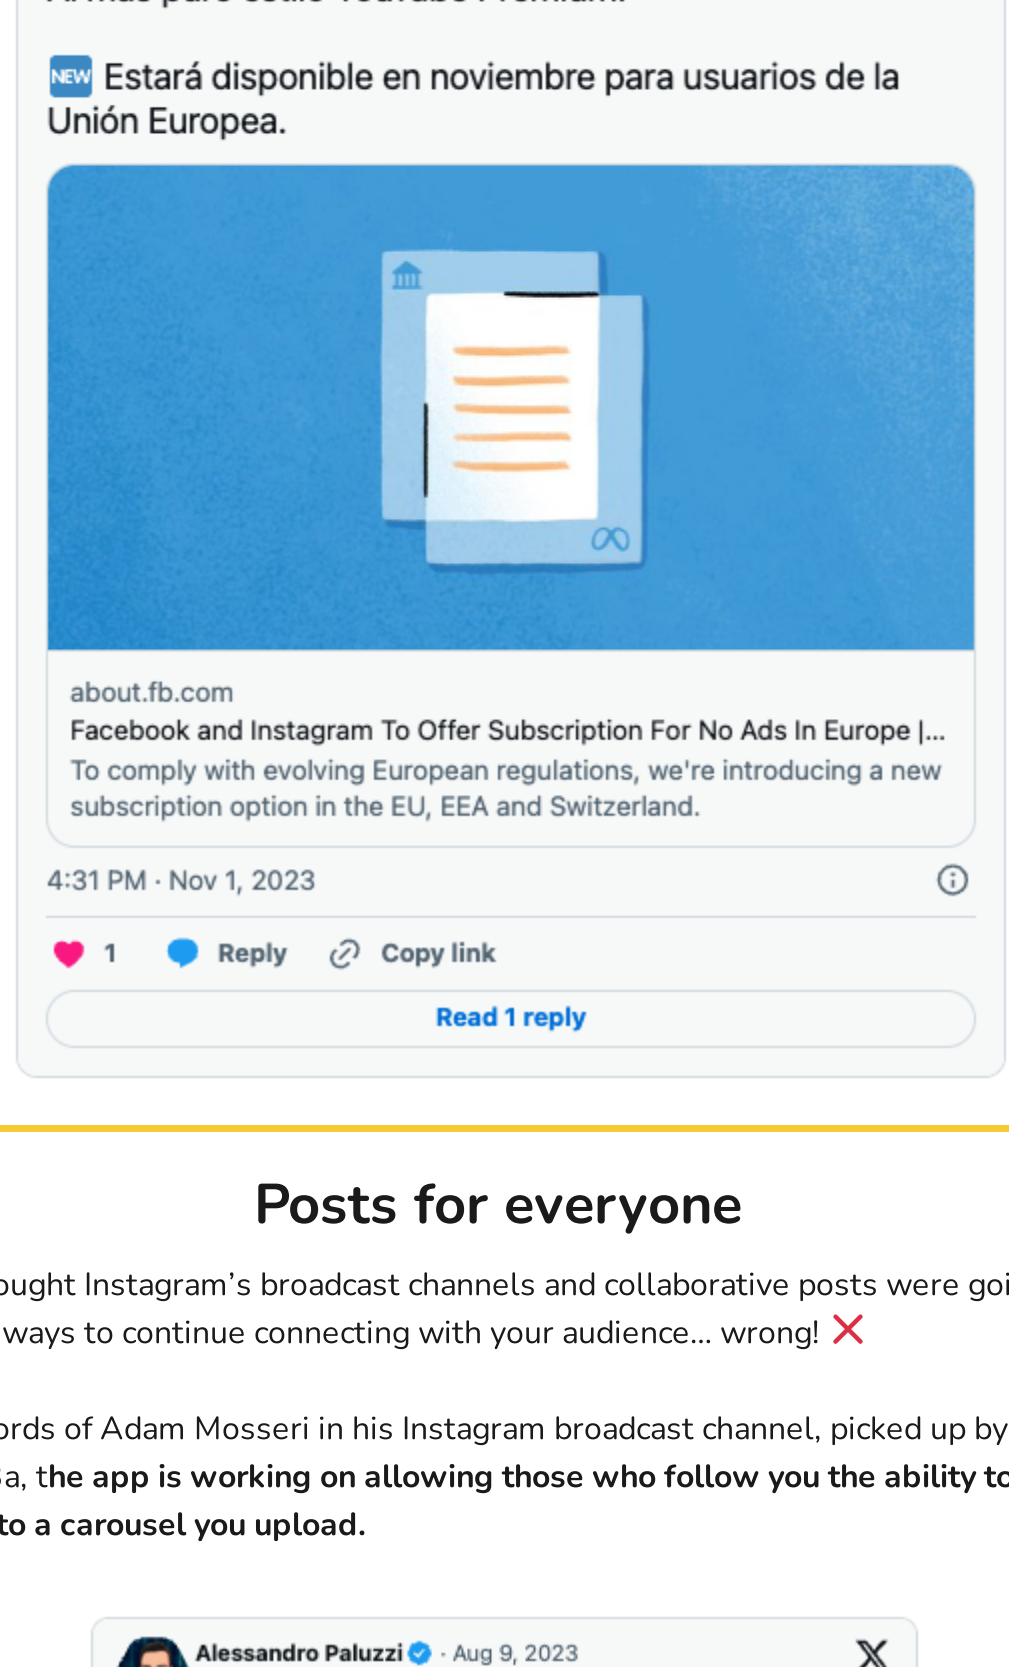 NEW Estará disponible en noviembre para usuarios de la
Unión Europea.
about.fb.com
Facebook and Instagram To Offer Subscription For No Ads In Europe |...
To comply with evolving European regulations, we're introducing a new
subscription option in the EU, EEA and Switzerland.
4:31 PM · Nov 1, 2023
1 Reply Copy link
Read 1 reply
Posts for everyone
ought Instagram’s broadcast channels and collaborative posts were goi
ways to continue connecting with your audience... wrong! ❌
ords of Adam Mosseri in his Instagram broadcast channel, picked up by
a, the app is working on allowing those who follow you the ability to
to a carousel you upload.
Alessandro Paluzzi · Aug 9, 2023